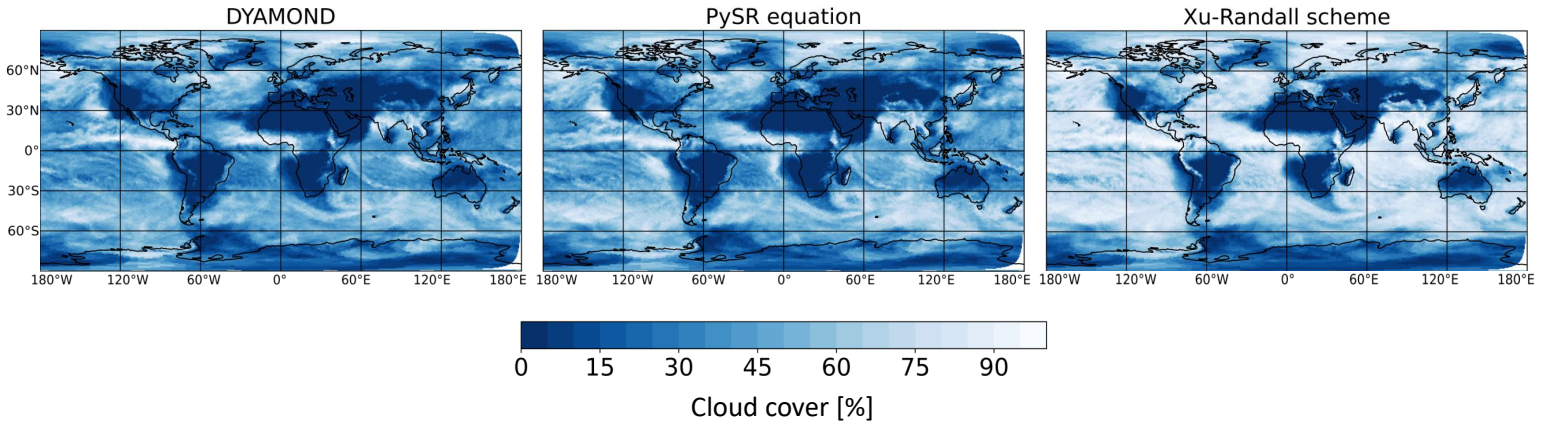 DYAMOND
PySR equation
Xu-Randall scheme
60°N
30°N
0°
30°S
60°S
180°W 120°W 60°W 0° 60°E 120°E 180°E
180°W 120°W 60°W 0° 60°E 120°E 180°E
180°W 120°W 60°W 0° 60°E 120°E 180°E
0 15 30 45 60 75 90
Cloud cover [%]